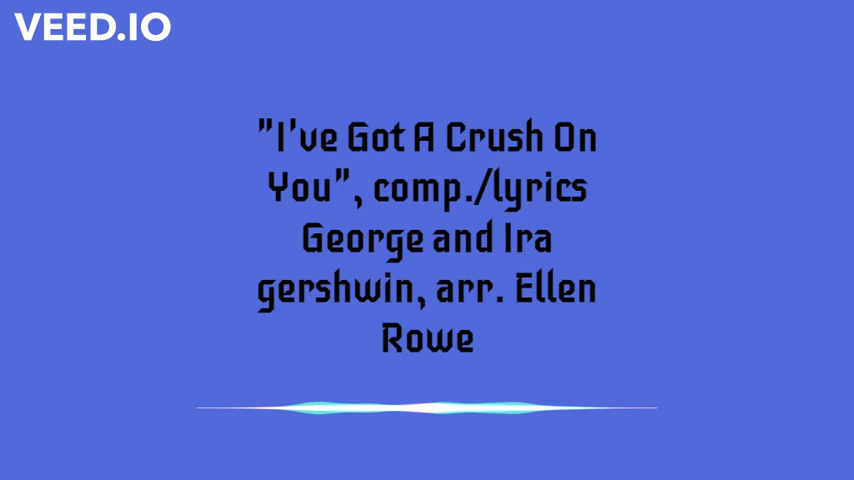 VEED.IO
"I've Got A Crush On
You", comp./lyrics
George and Ira
gershwin, arr. Ellen
Rowe